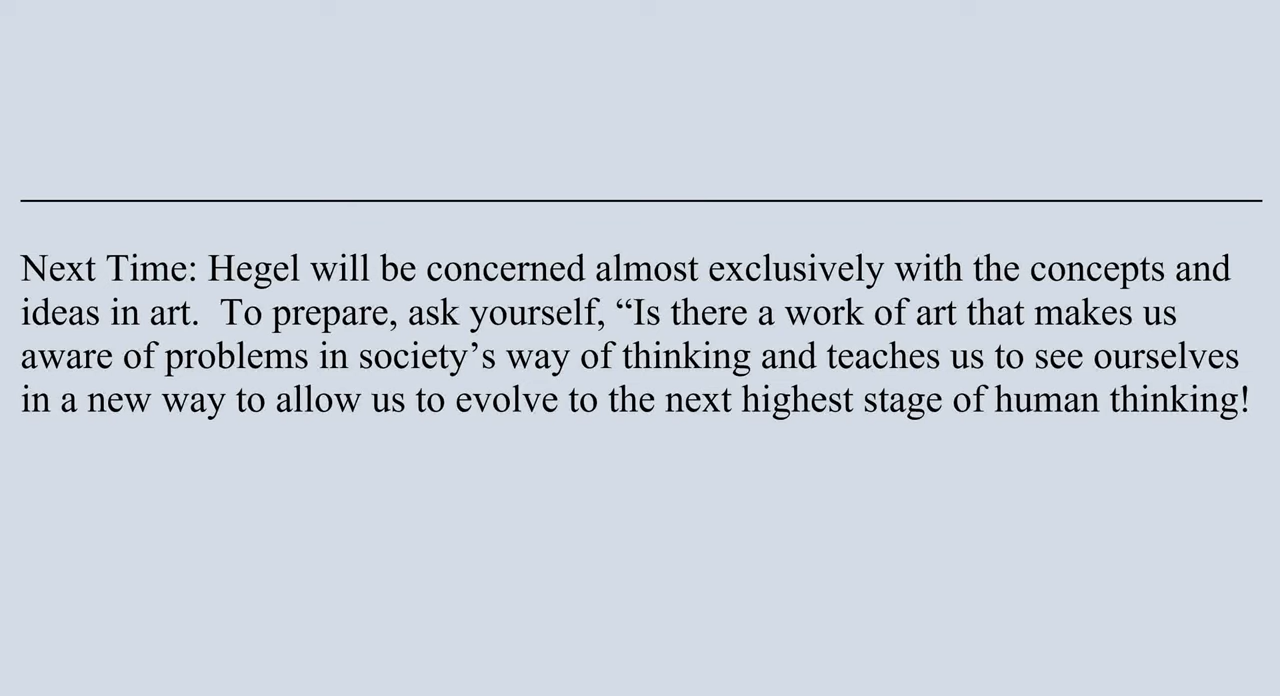 Next Time: Hegel will be concerned almost exclusively with the concepts and
ideas in art.  To prepare, ask yourself, “Is there a work of art that makes us
aware of problems in society’s way of thinking and teaches us to see ourselves
in a new way to allow us to evolve to the next highest stage of human thinking!